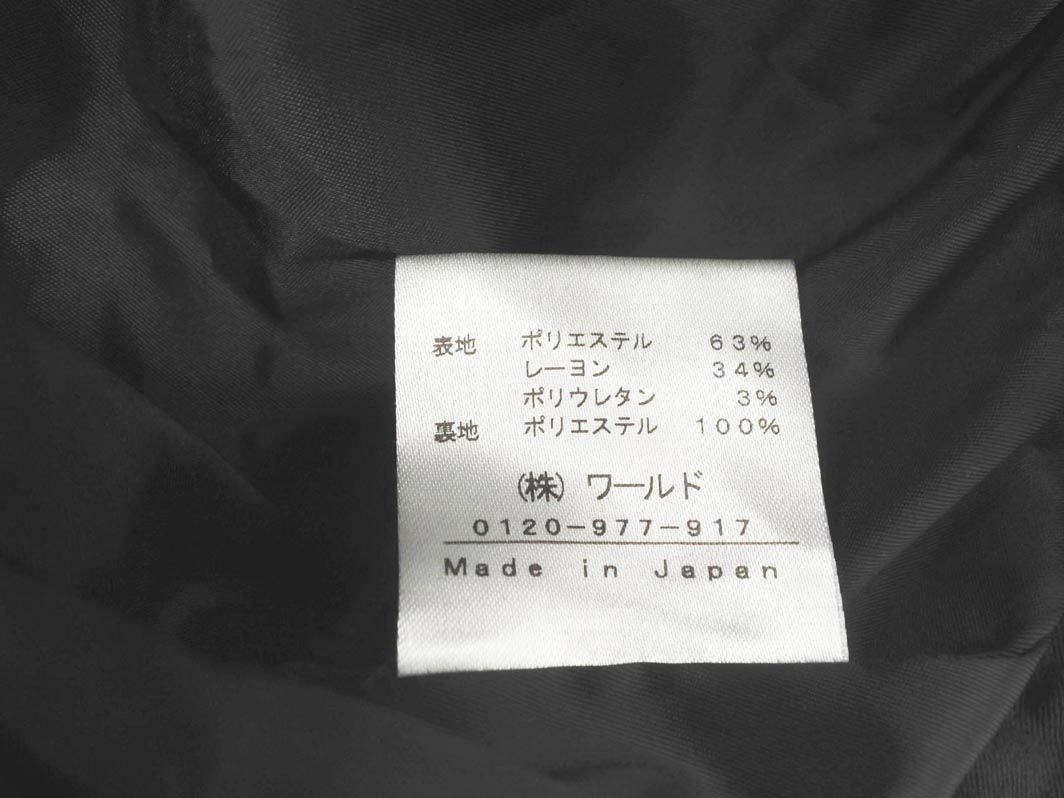 表地 ポリエステル 63%
レーヨン 34%
ポリウレタン 3%
裏地 ポリエステル 100%
(株) ワールド
0120-977-917
Made in Japan